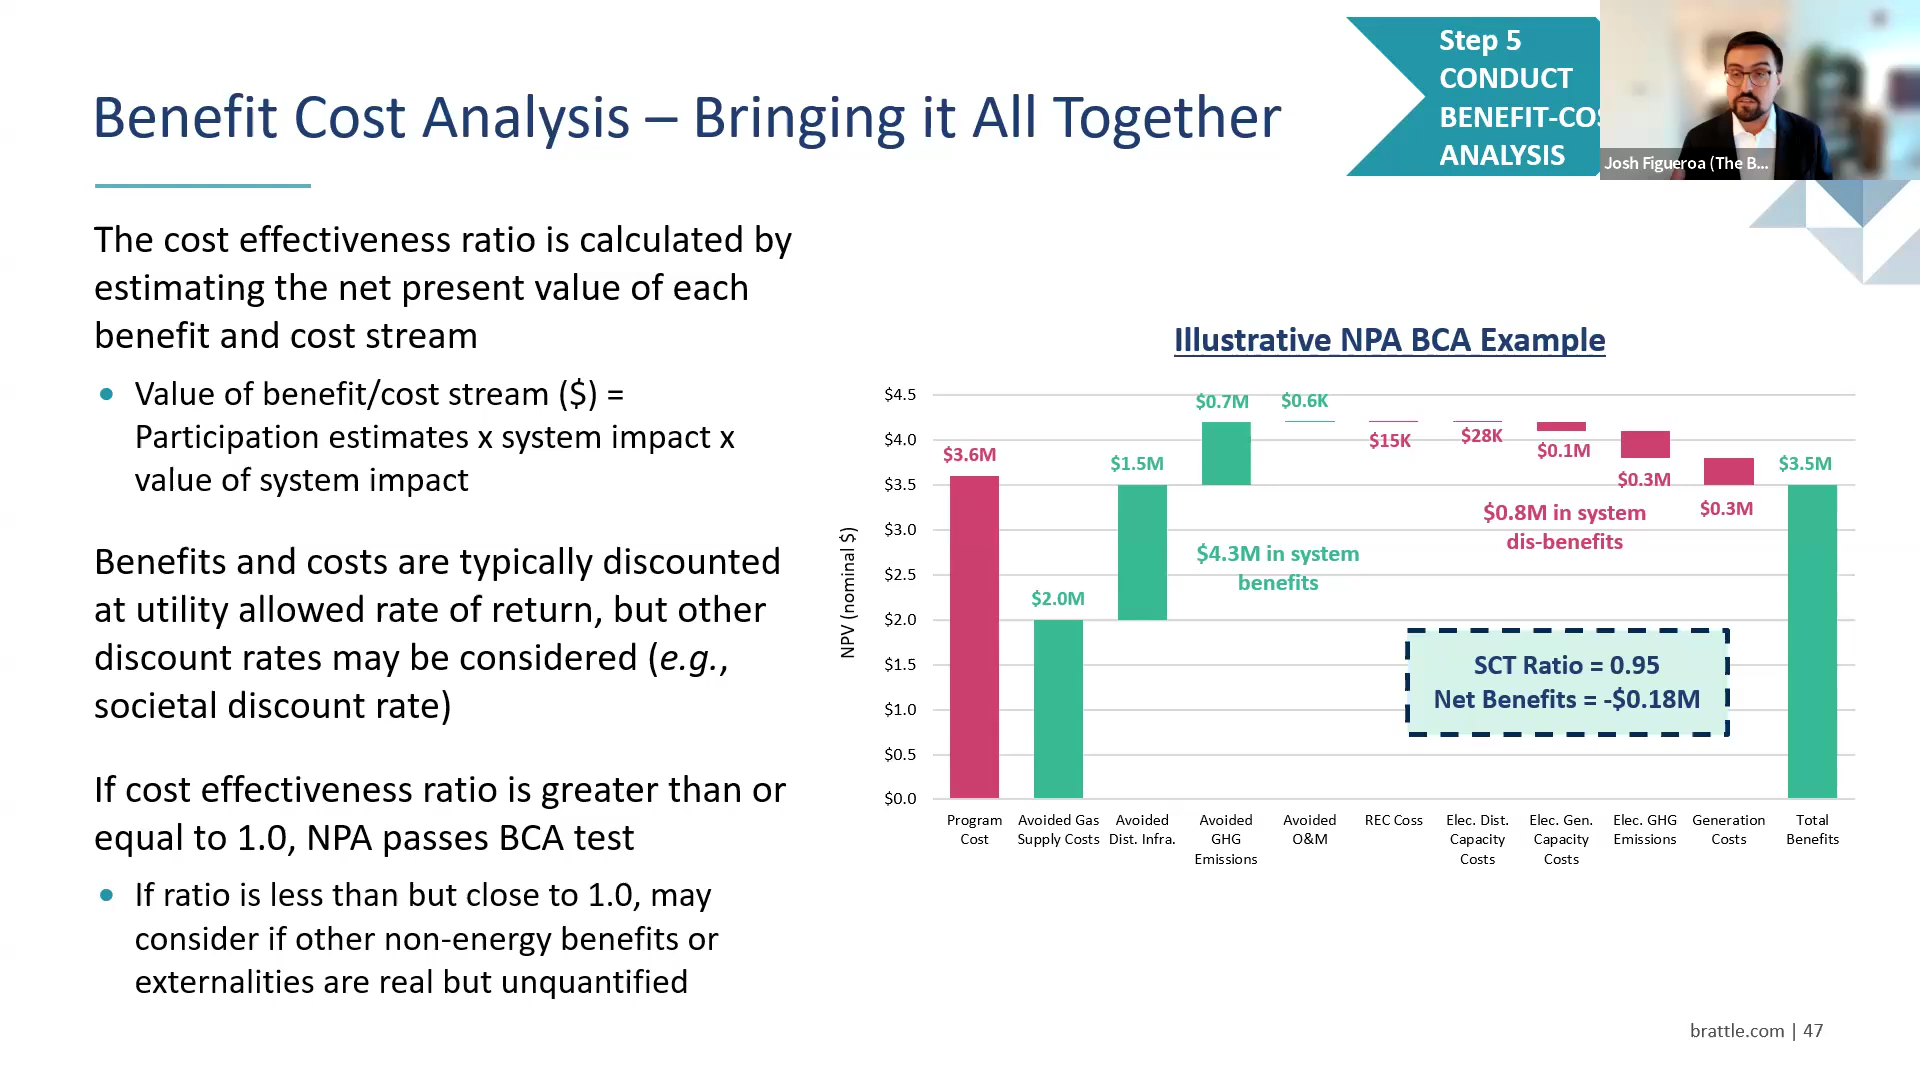 Step 5
CONDUCT
BENEFIT-COS
ANALYSIS
Josh Figueroa (The B...
Benefit Cost Analysis – Bringing it All Together
The cost effectiveness ratio is calculated by
estimating the net present value of each
benefit and cost stream
• Value of benefit/cost stream ($) =
Participation estimates x system impact x
value of system impact
Benefits and costs are typically discounted
at utility allowed rate of return, but other
discount rates may be considered (e.g.,
societal discount rate)
If cost effectiveness ratio is greater than or
equal to 1.0, NPA passes BCA test
• If ratio is less than but close to 1.0, may
consider if other non-energy benefits or
externalities are real but unquantified
Illustrative NPA BCA Example
NPV (nominal $)
$4.5
$4.0
$3.5
$3.0
$2.5
$2.0
$1.5
$1.0
$0.5
$0.0
$3.6M
$2.0M
$1.5M
$0.7M
$0.6K
$15K
$28K
$0.1M
$0.3M
$0.3M
$3.5M
$4.3M in system
benefits
$0.8M in system
dis-benefits
SCT Ratio = 0.95
Net Benefits = -$0.18M
Program
Cost
Avoided Gas
Supply Costs
Avoided
Dist. Infra.
Avoided
GHG
Emissions
Avoided
O&M
REC Coss
Elec. Dist.
Capacity
Costs
Elec. Gen.
Capacity
Costs
Elec. GHG
Emissions
Generation
Costs
Total
Benefits
brattle.com | 47